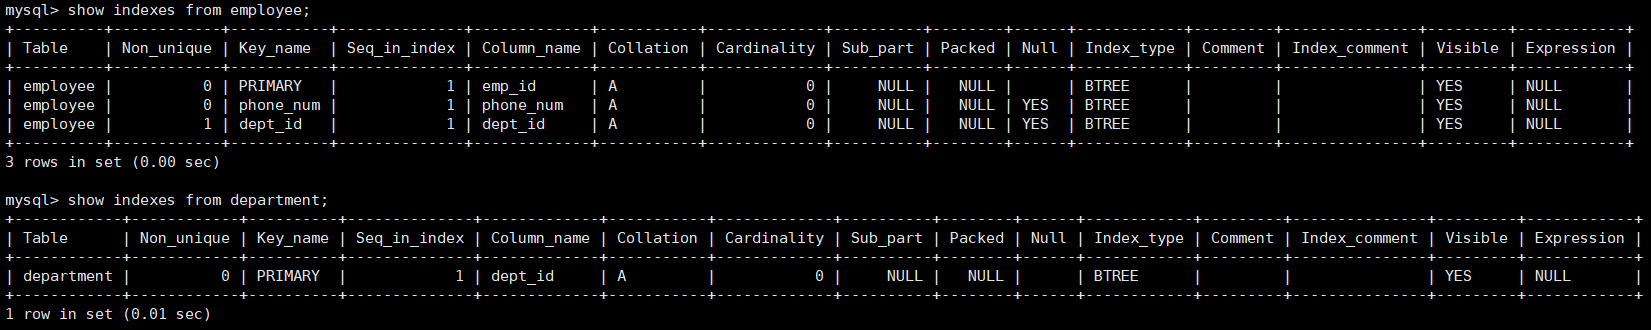 mysql> show indexes from employee;
+----------+------------+-----------+--------------+-------------+-----------+-------------+----------+--------+------+------------+---------+---------------+---------+------------+
| Table    | Non_unique | Key_name  | Seq_in_index | Column_name | Collation | Cardinality | Sub_part | Packed | Null | Index_type | Comment | Index_comment | Visible | Expression |
+----------+------------+-----------+--------------+-------------+-----------+-------------+----------+--------+------+------------+---------+---------------+---------+------------+
| employee |          0 | PRIMARY   |            1 | emp_id      | A         |           0 |     NULL |   NULL |      | BTREE      |         |               | YES     | NULL       |
| employee |          0 | phone_num |            1 | phone_num   | A         |           0 |     NULL |   NULL | YES  | BTREE      |         |               | YES     | NULL       |
| employee |          1 | dept_id   |            1 | dept_id     | A         |           0 |     NULL |   NULL | YES  | BTREE      |         |               | YES     | NULL       |
+----------+------------+-----------+--------------+-------------+-----------+-------------+----------+--------+------+------------+---------+---------------+---------+------------+
3 rows in set (0.00 sec)

mysql> show indexes from department;
+------------+------------+----------+--------------+-------------+-----------+-------------+----------+--------+------+------------+---------+---------------+---------+------------+
| Table      | Non_unique | Key_name | Seq_in_index | Column_name | Collation | Cardinality | Sub_part | Packed | Null | Index_type | Comment | Index_comment | Visible | Expression |
+------------+------------+----------+--------------+-------------+-----------+-------------+----------+--------+------+------------+---------+---------------+---------+------------+
| department |          0 | PRIMARY  |            1 | dept_id     | A         |           0 |     NULL |   NULL |      | BTREE      |         |               | YES     | NULL       |
+------------+------------+----------+--------------+-------------+-----------+-------------+----------+--------+------+------------+---------+---------------+---------+------------+
1 row in set (0.01 sec)